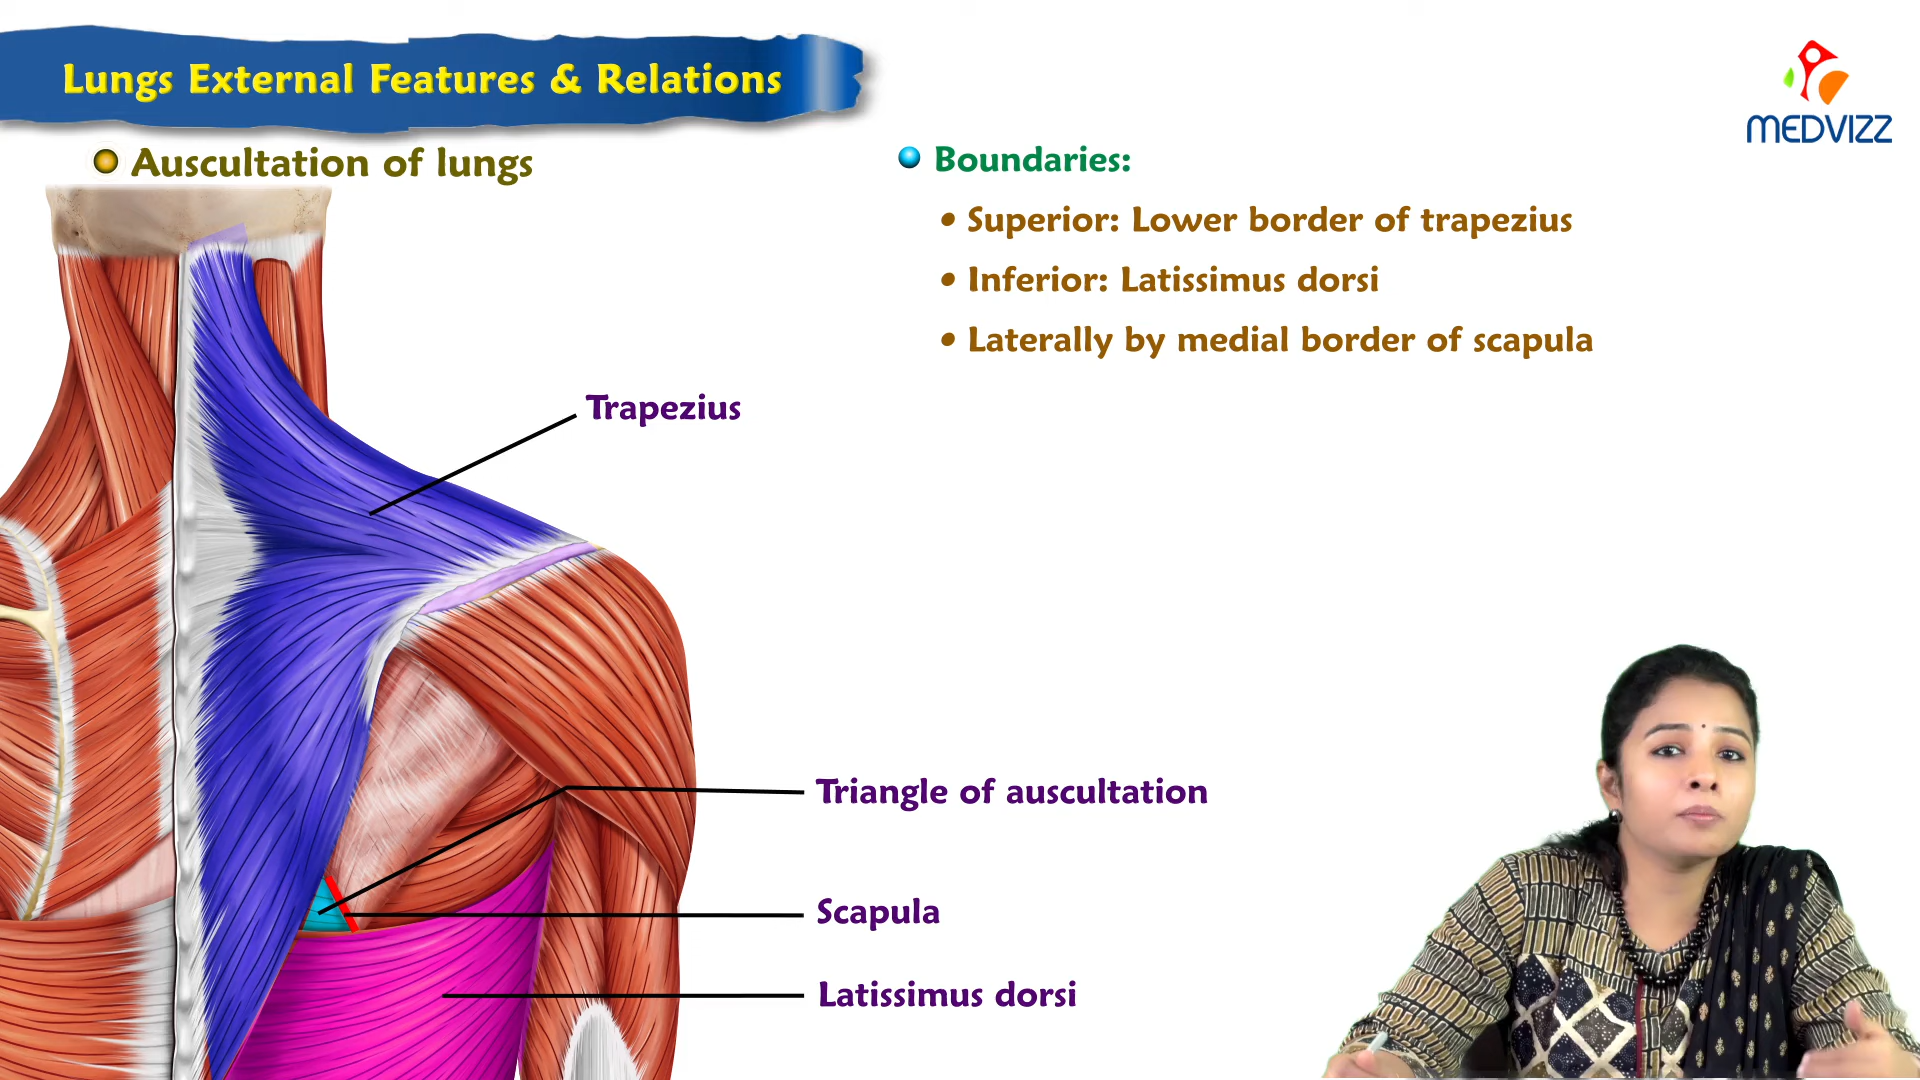 Lungs External Features & Relations
MEDVIZZ
Auscultation of lungs
Boundaries:
• Superior: Lower border of trapezius
• Inferior: Latissimus dorsi
• Laterally by medial border of scapula
Trapezius
Triangle of auscultation
Scapula
Latissimus dorsi